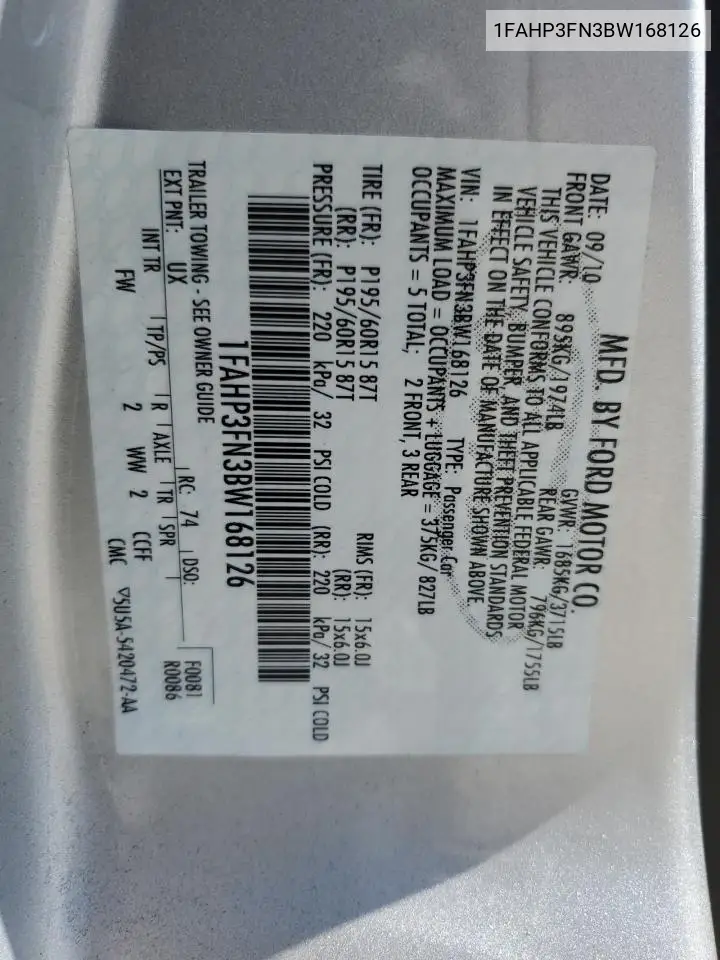 1FAHP3FN3BW168126
MFD. BY FORD MOTOR CO.
DATE: 09/10 GVWR: 1685KG/3715LB
FRONT GAWR: 895KG/1974LB REAR GAWR: 796KG/1755LB
THIS VEHICLE CONFORMS TO ALL APPLICABLE FEDERAL MOTOR
VEHICLE SAFETY, BUMPER, AND THEFT PREVENTION STANDARDS
IN EFFECT ON THE DATE OF MANUFACTURE SHOWN ABOVE.
VIN: 1FAHP3FN3BW168126 TYPE: Passenger Car
MAXIMUM LOAD = OCCUPANTS + LUGGAGE = 375KG/ 827LB
OCCUPANTS = 5 TOTAL; 2 FRONT, 3 REAR
TIRE (FR): P195/60R15 87T RIMS (FR): 15x6.0J
(RR): P195/60R15 87T (RR): 15x6.0J
PRESSURE (FR): 220 kPa/ 32 PSI COLD (RR): 220 kPa/ 32 PSI COLD
1FAHP3FN3BW168126
TRAILER TOWING - SEE OWNER GUIDE
F0081
EXT PNT: UX RC: 74 DSO: R0086
INT TR TP/PS R AXLE TR SPR
FW 2 2 WW 2 CCFF
CMC ▽5U5A-5420472-AA